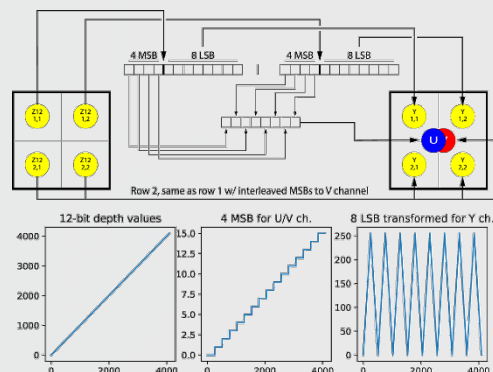 4 MSB 8 LSB 4 MSB 8 LSB
Z12 1,1 Z12 1,2 Y 1,1 Y 1,2
U
Z12 2,1 Z12 2,2 Y 2,1 Y 2,2
Row 2, same as row 1 w/ interleaved MSBs to V channel
12-bit depth values 4 MSB for U/V ch. 8 LSB transformed for Y ch.
4000 15.0 250
12.5
3000 200
10.0
150
2000 7.5
100
5.0
1000
2.5 50
0 0.0 0
0 2000 4000 0 2000 4000 0 2000 4000